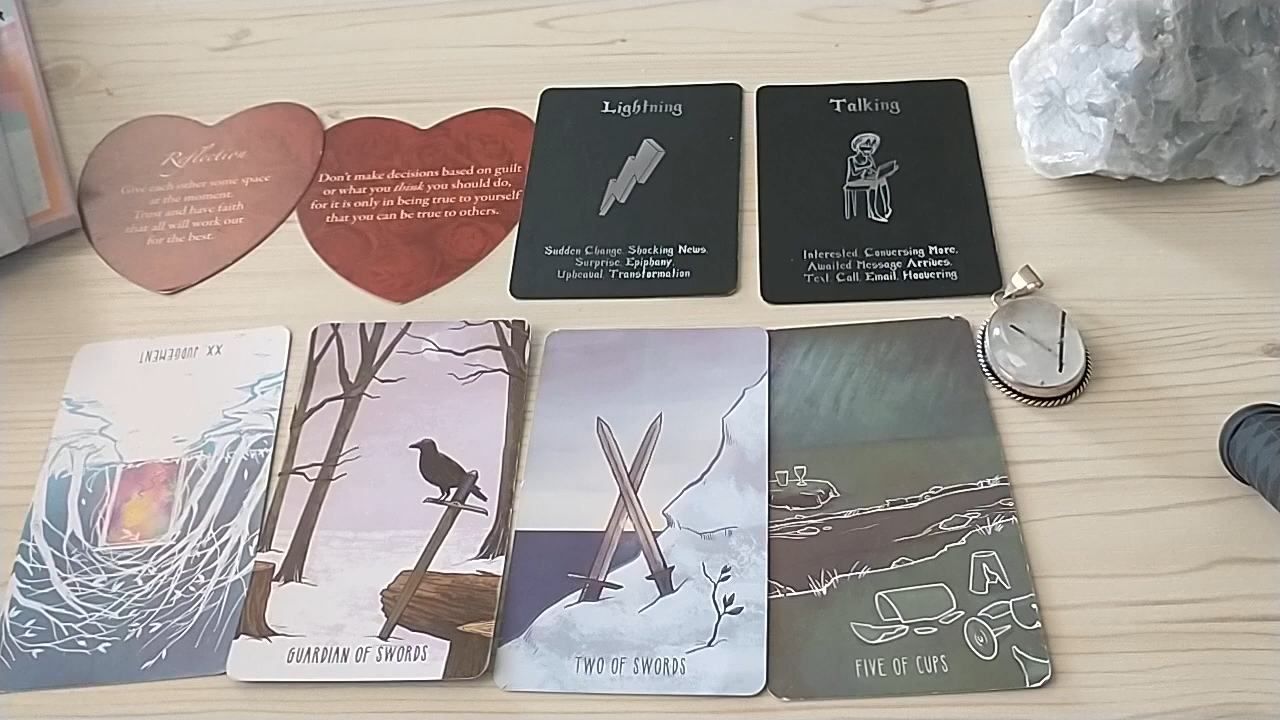 Reflection
Give each other some space
at the moment.
Trust and have faith
that all will work out
for the best.
Don't make decisions based on guilt
or what you think you should do,
for it is only in being true to yourself
that you can be true to others.
Lightning
Sudden Change, Shocking News,
Surprise, Epiphany,
Upheaval Transformation
Talking
Interested, Conversing More,
Awaited Message Arrives,
Text, Call, Email, Hoovering
XX JUDGEMENT
GUARDIAN OF SWORDS
TWO OF SWORDS
FIVE OF CUPS